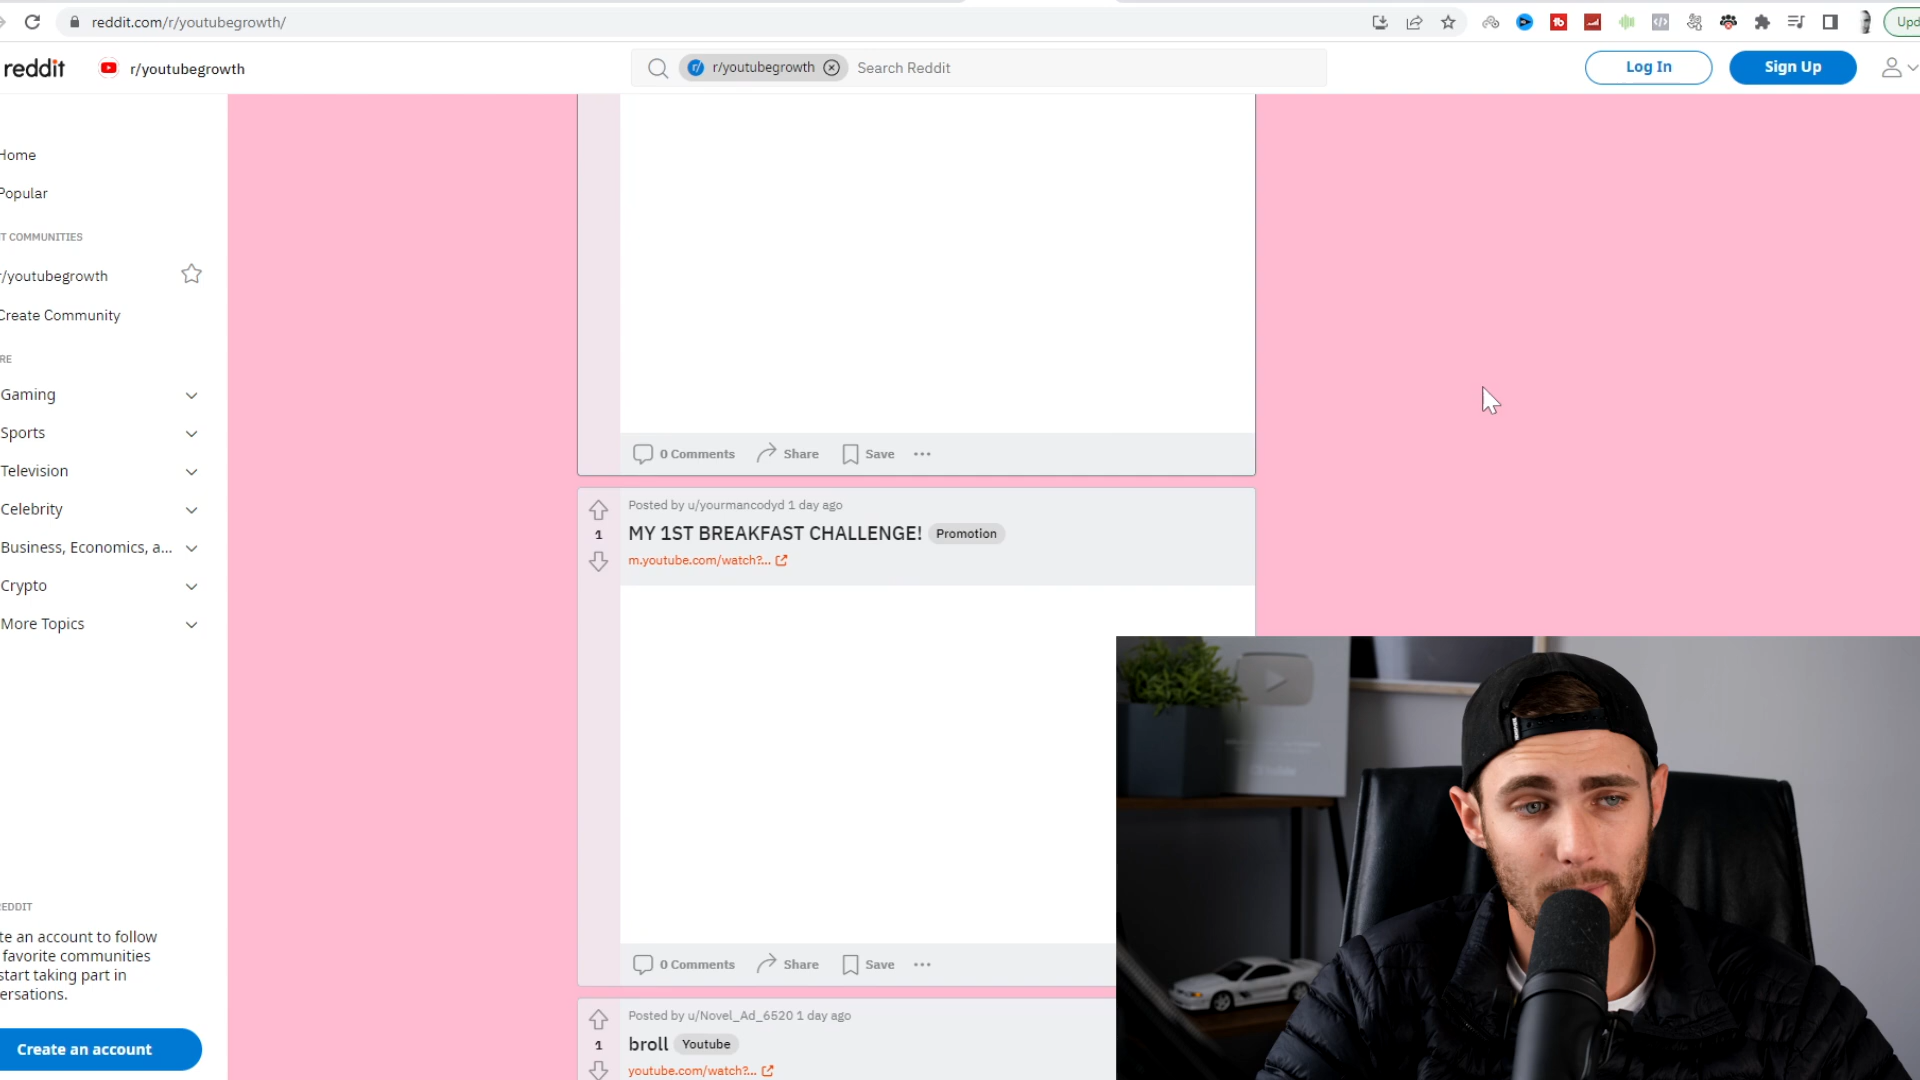 reddit.com/r/youtubegrowth/
Upd
reddit
r/youtubegrowth
r/youtubegrowth
Search Reddit
Log In
Sign Up
Home
Popular
T COMMUNITIES
r/youtubegrowth
Create Community
RE
Gaming
Sports
Television
Celebrity
Business, Economics, a...
Crypto
More Topics
EDDIT
te an account to follow
favorite communities
start taking part in
ersations.
Create an account
0 Comments
Share
Save
Posted by u/yourmancodyd 1 day ago
1
MY 1ST BREAKFAST CHALLENGE!
Promotion
m.youtube.com/watch?...
0 Comments
Share
Save
Posted by u/Novel_Ad_6520 1 day ago
1
broll
Youtube
youtube.com/watch?...